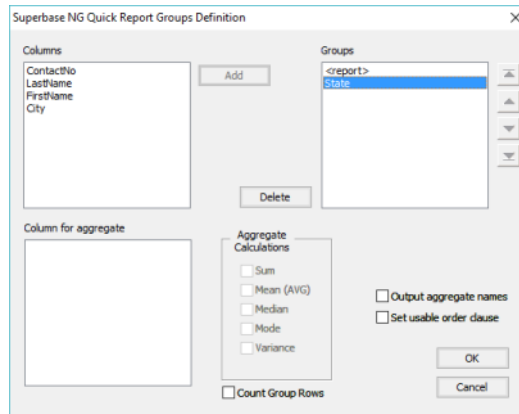 Superbase NG Quick Report Groups Definition
Columns
Groups
ContactNo
LastName
FirstName
City
Add
<report>
State
Delete
Column for aggregate
Aggregate
Calculations
Sum
Mean (AVG)
Median
Mode
Variance
Output aggregate names
Set usable order clause
Count Group Rows
OK
Cancel